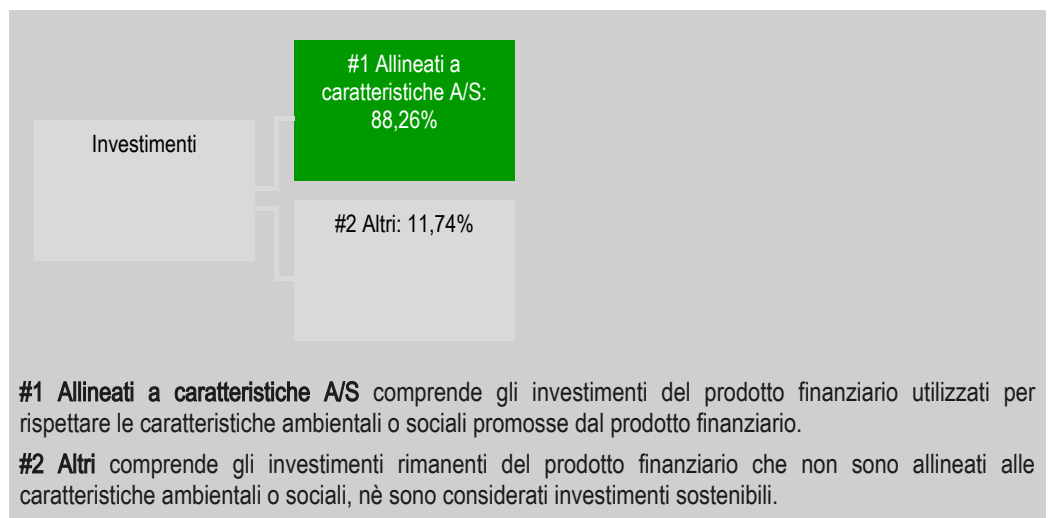 #1 Allineati a
caratteristiche A/S:
88,26%
Investimenti
#2 Altri: 11,74%
#1 Allineati a caratteristiche A/S comprende gli investimenti del prodotto finanziario utilizzati per
rispettare le caratteristiche ambientali o sociali promosse dal prodotto finanziario.
#2 Altri comprende gli investimenti rimanenti del prodotto finanziario che non sono allineati alle
caratteristiche ambientali o sociali, nè sono considerati investimenti sostenibili.